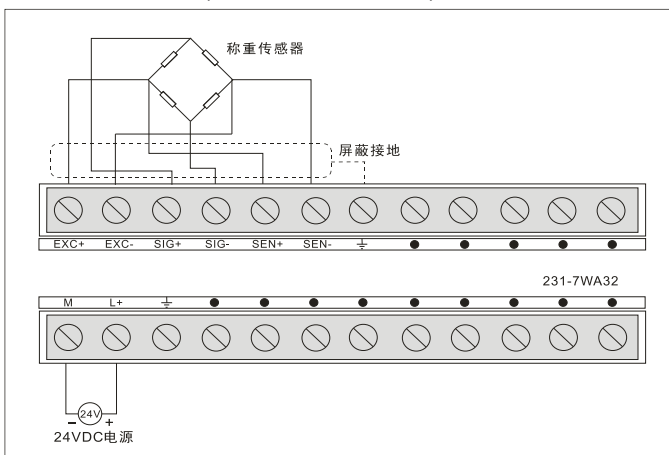 称重传感器
屏蔽接地
EXC+ EXC- SIG+ SIG- SEN+ SEN-
231-7WA32
M L+
- 24V +
24VDC电源